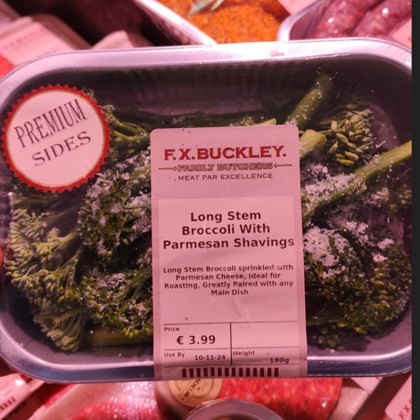 PREMIUM
SIDES
F.X.BUCKLEY.
FAMILY BUTCHERS
MEAT PAR EXCELLENCE
Long Stem
Broccoli With
Parmesan Shavings
Long Stem Broccoli sprinkled with
Parmesan Cheese, Ideal for
Roasting, Greatly Paired with any
Main Dish
Price
€ 3.99
Use By 10-11-24
Weight 180g